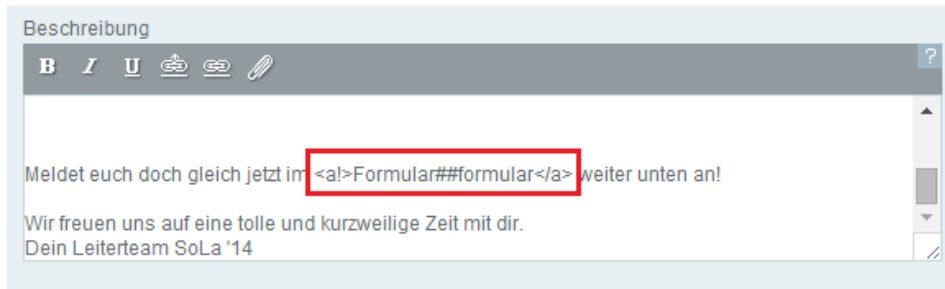 Beschreibung
B I U ?
Meldet euch doch gleich jetzt im <a!>Formular##formular</a> weiter unten an!
Wir freuen uns auf eine tolle und kurzweilige Zeit mit dir.
Dein Leiterteam SoLa '14